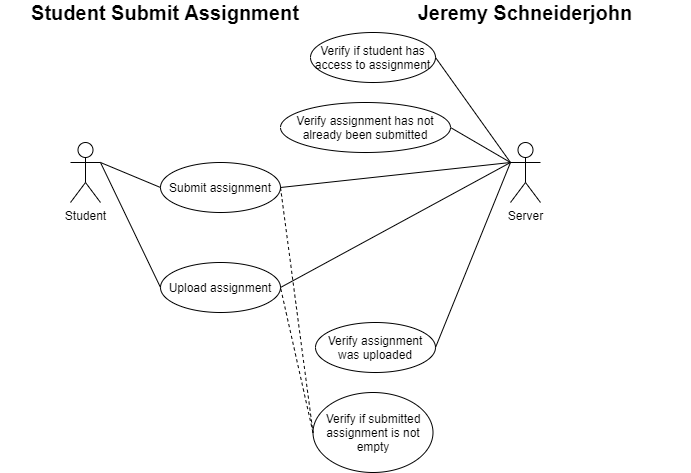 Student Submit Assignment
Jeremy Schneiderjohn
Verify if student has
access to assignment
Verify assignment has not
already been submitted
Submit assignment
Student
Server
Upload assignment
Verify assignment
was uploaded
Verify if submitted
assignment is not
empty